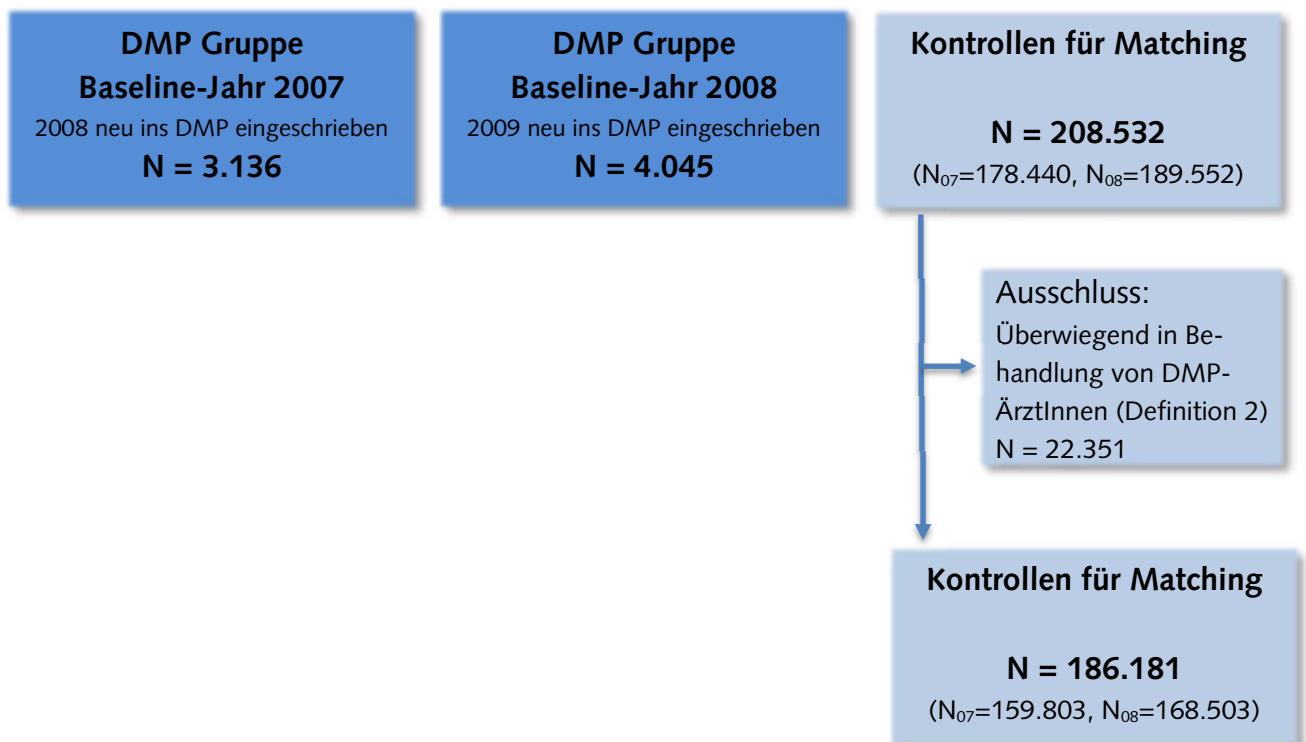 DMP Gruppe
Baseline-Jahr 2007
2008 neu ins DMP eingeschrieben
N = 3.136
DMP Gruppe
Baseline-Jahr 2008
2009 neu ins DMP eingeschrieben
N = 4.045
Kontrollen für Matching
N = 208.532
(N₀₇=178.440, N₀₈=189.552)
Ausschluss:
Überwiegend in Be-
handlung von DMP-
ÄrztInnen (Definition 2)
N = 22.351
Kontrollen für Matching
N = 186.181
(N₀₇=159.803, N₀₈=168.503)